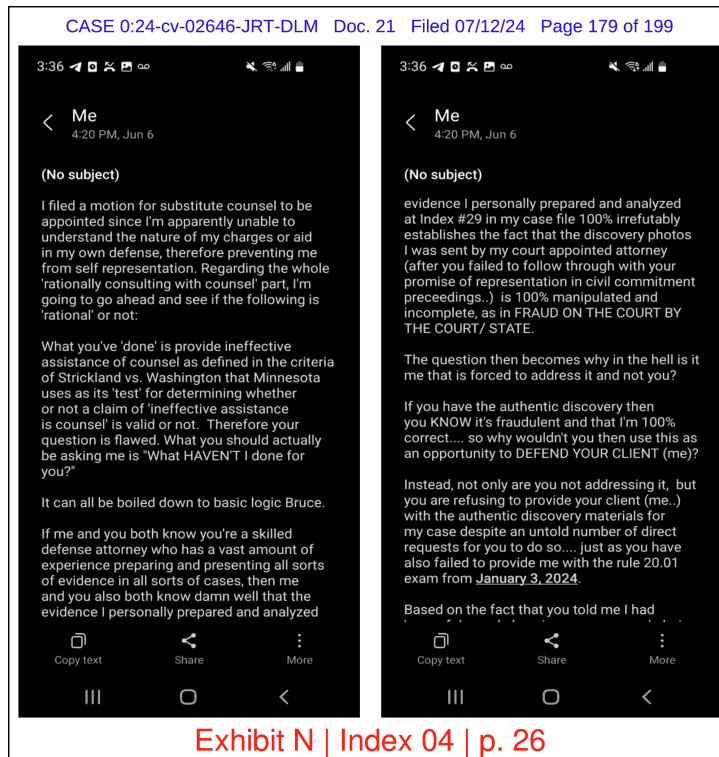 CASE 0:24-cv-02646-JRT-DLM Doc. 21 Filed 07/12/24 Page 179 of 199
3:36
Me
4:20 PM, Jun 6
(No subject)
I filed a motion for substitute counsel to be
appointed since I'm apparently unable to
understand the nature of my charges or aid
in my own defense, therefore preventing me
from self representation. Regarding the whole
'rationally consulting with counsel' part, I'm
going to go ahead and see if the following is
'rational' or not:
What you've 'done' is provide ineffective
assistance of counsel as defined in the criteria
of Strickland vs. Washington that Minnesota
uses as its 'test' for determining whether
or not a claim of 'ineffective assistance
is counsel' is valid or not. Therefore your
question is flawed. What you should actually
be asking me is "What HAVEN'T I done for
you?"
It can all be boiled down to basic logic Bruce.
If me and you both know you're a skilled
defense attorney who has a vast amount of
experience preparing and presenting all sorts
of evidence in all sorts of cases, then me
and you also both know damn well that the
evidence I personally prepared and analyzed
Copy text
Share
More
3:36
Me
4:20 PM, Jun 6
(No subject)
evidence I personally prepared and analyzed
at Index #29 in my case file 100% irrefutably
establishes the fact that the discovery photos
I was sent by my court appointed attorney
(after you failed to follow through with your
promise of representation in civil commitment
preceedings..) is 100% manipulated and
incomplete, as in FRAUD ON THE COURT BY
THE COURT/ STATE.
The question then becomes why in the hell is it
me that is forced to address it and not you?
If you have the authentic discovery then
you KNOW it's fraudulent and that I'm 100%
correct.... so why wouldn't you then use this as
an opportunity to DEFEND YOUR CLIENT (me)?
Instead, not only are you not addressing it, but
you are refusing to provide your client (me..)
with the authentic discovery materials for
my case despite an untold number of direct
requests for you to do so.... just as you have
also failed to provide me with the rule 20.01
exam from January 3, 2024.
Based on the fact that you told me I had
Copy text
Share
More
Exhibit N | Index 04 | p. 26